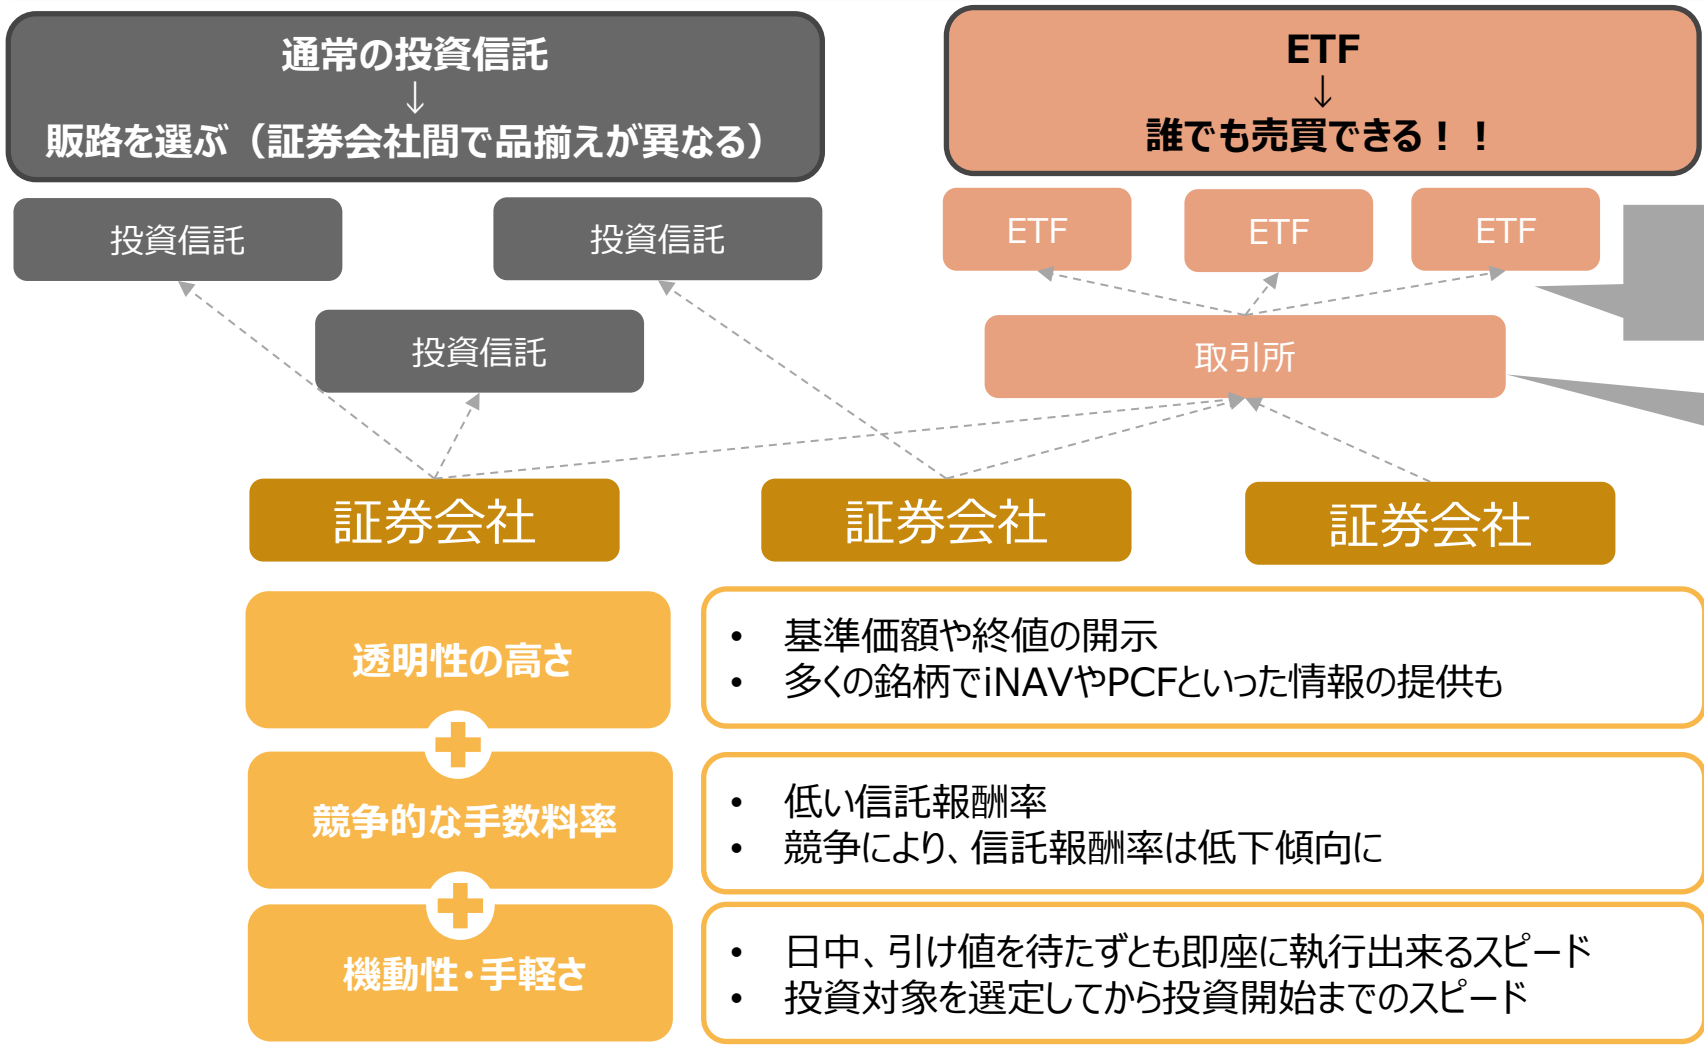 通常の投資信託
↓
販路を選ぶ（証券会社間で品揃えが異なる）
ETF
↓
誰でも売買できる！！
投資信託
投資信託
ETF
ETF
ETF
投資信託
取引所
証券会社
証券会社
証券会社
透明性の高さ
• 基準価額や終値の開示
• 多くの銘柄でiNAVやPCFといった情報の提供も
競争的な手数料率
• 低い信託報酬率
• 競争により、信託報酬率は低下傾向に
機動性・手軽さ
• 日中、引け値を待たずとも即座に執行出来るスピード
• 投資対象を選定してから投資開始までのスピード